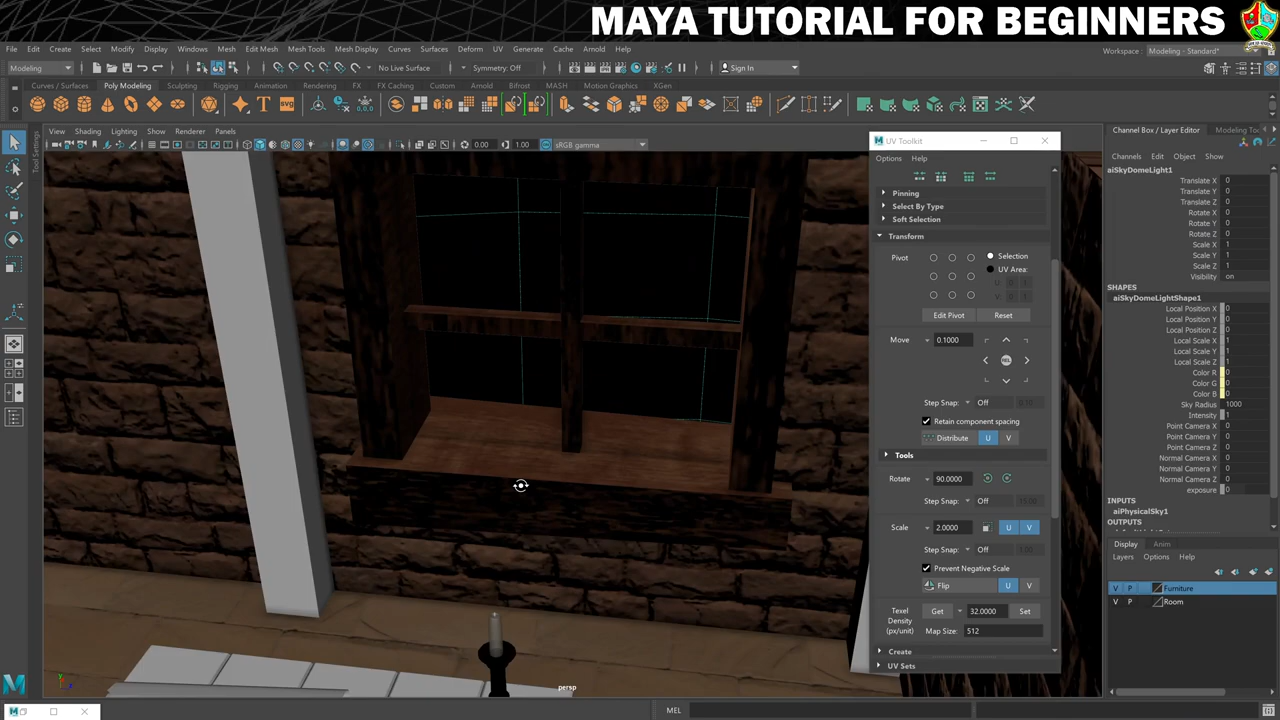 MAYA TUTORIAL FOR BEGINNERS
File Edit Create Select Modify Display Windows Mesh Edit Mesh Mesh Tools Mesh Display Curves Surfaces Deform UV Generate Cache Arnold Help
Workspace : Modeling - Standard*
Modeling No Live Surface Symmetry: Off Sign In
Curves / Surfaces Poly Modeling Sculpting Rigging Animation Rendering FX FX Caching Custom Arnold Bifrost MASH Motion Graphics XGen
View Shading Lighting Show Renderer Panels
0.00 1.00 sRGB gamma
Tool Settings
UV Toolkit
Options Help
Pinning
Select By Type
Soft Selection
Transform
Pivot Selection
UV Area:
U 0 0
V
Edit Pivot Reset
Move 0.1000
Step Snap: Off
Retain component spacing
Distribute U V
Tools
Rotate 90.0000
Step Snap: Off
Scale 2.0000 U V
Step Snap: Off
Prevent Negative Scale
Flip U V
Texel Density (px/unit) Get 32.0000 Set
Map Size: 512
Create
UV Sets
Channel Box / Layer Editor Modeling To
Channels Edit Object Show
aiSkyDomeLight1
Translate X 0
Translate Y 0
Translate Z 0
Rotate X 0
Rotate Y 0
Rotate Z 0
Scale X 1
Scale Y 1
Scale Z 1
Visibility on
SHAPES
aiSkyDomeLightShape1
Local Position X 0
Local Position Y 0
Local Position Z 0
Local Scale X 1
Local Scale Y 1
Local Scale Z 1
Color R 0
Color G 0
Color B 0
Sky Radius 1000
Intensity 1
Point Camera X 0
Point Camera Y 0
Point Camera Z 0
Normal Camera X 0
Normal Camera Y 0
Normal Camera Z 0
exposure 0
INPUTS
aiPhysicalSky1
OUTPUTS
Display Anim
Layers Options Help
V P Furniture
V P Room
persp
MEL